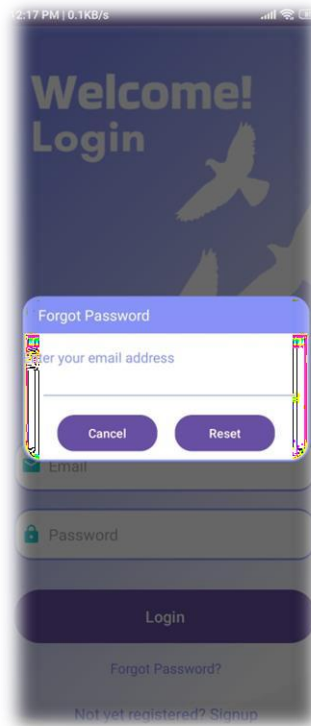 2:17 PM | 0.1KB/s
Welcome!
Login
Forgot Password
er your email address
Cancel
Reset
Email
Password
Login
Forgot Password?
Not yet registered? Signup